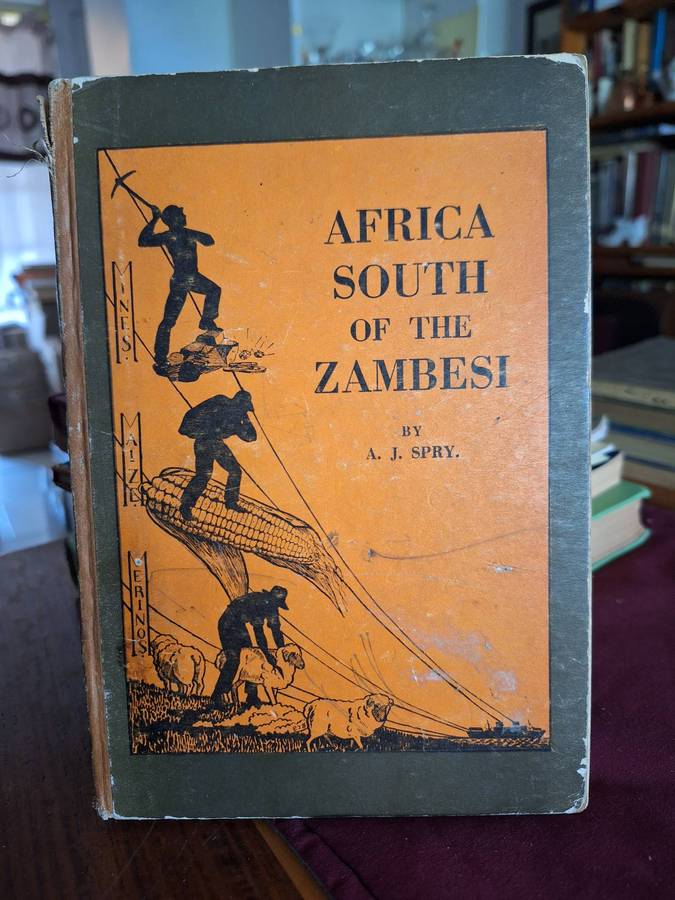 AFRICA
SOUTH
OF THE
ZAMBESI
BY
A. J. SPRY.
MINES.
MAIZE.
MERINOS